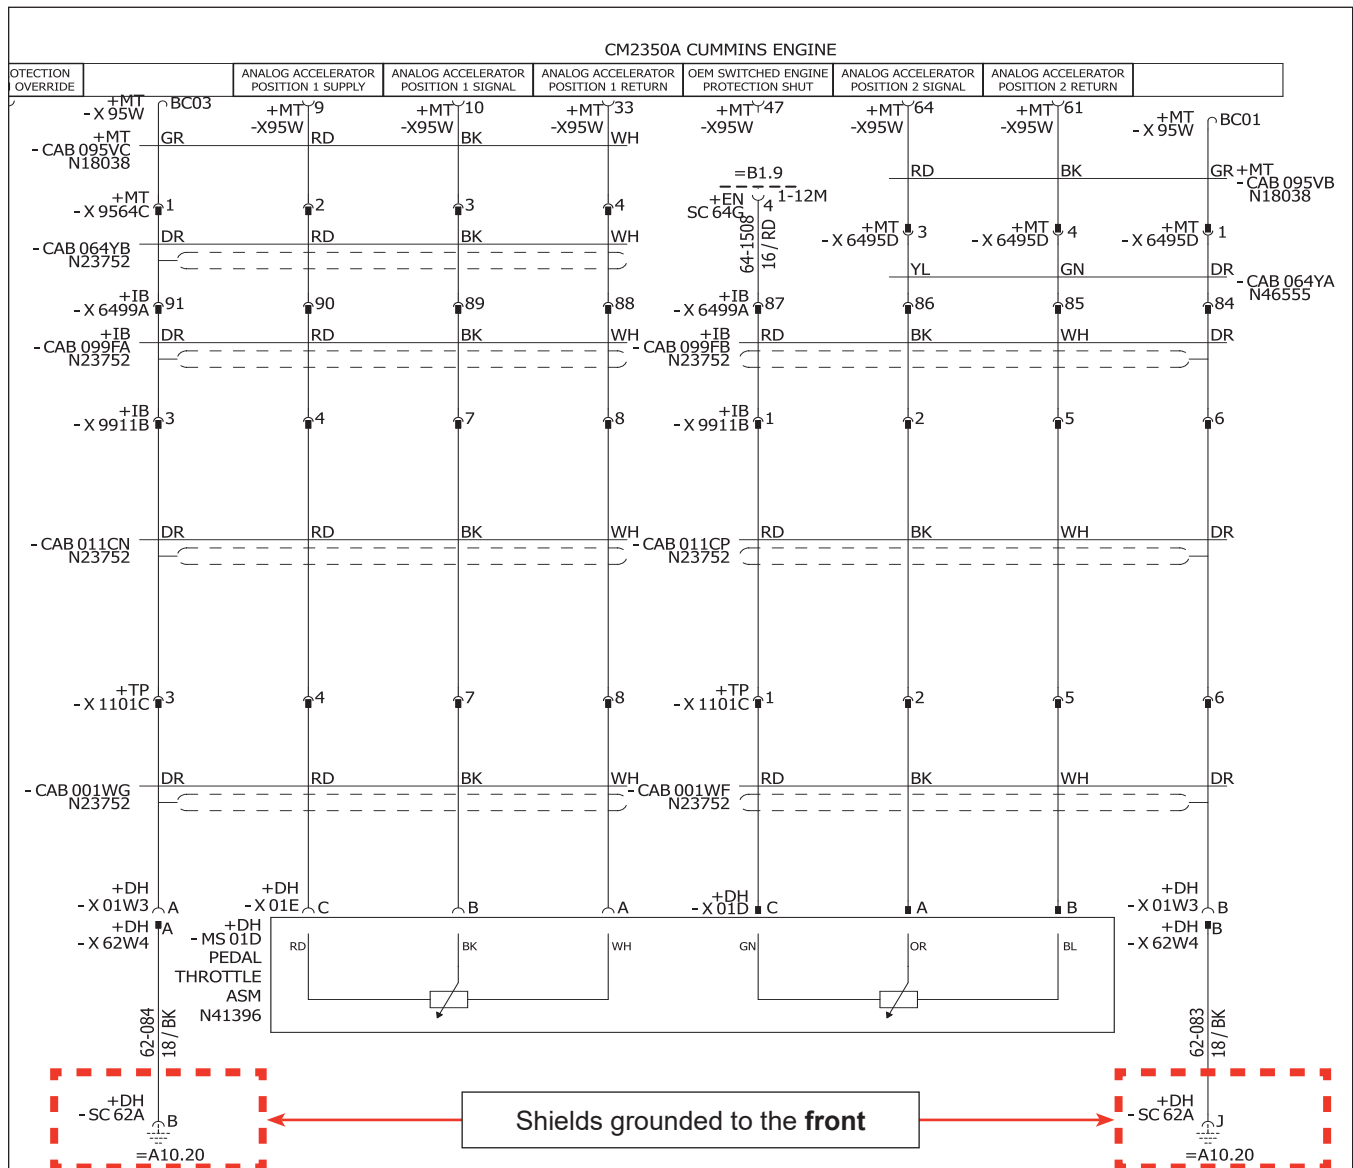 CM2350A CUMMINS ENGINE
OTECTION
OVERRIDE
ANALOG ACCELERATOR
POSITION 1 SUPPLY
ANALOG ACCELERATOR
POSITION 1 SIGNAL
ANALOG ACCELERATOR
POSITION 1 RETURN
OEM SWITCHED ENGINE
PROTECTION SHUT
ANALOG ACCELERATOR
POSITION 2 SIGNAL
ANALOG ACCELERATOR
POSITION 2 RETURN
+MT
- X 95W
BC03
+MT 9
-X95W
+MT 10
-X95W
+MT 33
-X95W
+MT 47
-X95W
+MT 64
-X95W
+MT 61
-X95W
+MT
- X 95W
BC01
+MT
- CAB 095VC
N18038
GR RD BK WH
=B1.9
1-12M
+EN
SC 64G
4
64-1508
16 / RD
RD BK GR
+MT
- CAB 095VB
N18038
+MT
- X 9564C
1 2 3 4
+MT
- X 6495D
3
+MT
- X 6495D
4
+MT
- X 6495D
1
- CAB 064YB
N23752
DR RD BK WH
YL GN DR
- CAB 064YA
N46555
+IB
- X 6499A
91 90 89 88
+IB
- X 6499A
87 86 85 84
+IB
- CAB 099FA
N23752
DR RD BK WH
+IB
- CAB 099FB
N23752
RD BK WH DR
+IB
- X 9911B
3 4 7 8
+IB
- X 9911B
1 2 5 6
- CAB 011CN
N23752
DR RD BK WH
- CAB 011CP
N23752
RD BK WH DR
+TP
- X 1101C
3 4 7 8
+TP
- X 1101C
1 2 5 6
- CAB 001WG
N23752
DR RD BK WH
- CAB 001WF
N23752
RD BK WH DR
+DH
- X 01W3
A
+DH
- X 62W4
A
+DH
- X 01E
C B A
+DH
- X 01D
C A B
+DH
- X 01W3
B
+DH
- X 62W4
B
+DH
- MS 01D
PEDAL
THROTTLE
ASM
N41396
RD BK WH GN OR BL
62-084
18 / BK
62-083
18 / BK
+DH
- SC 62A
B
=A10.20
Shields grounded to the front
+DH
- SC 62A
J
=A10.20